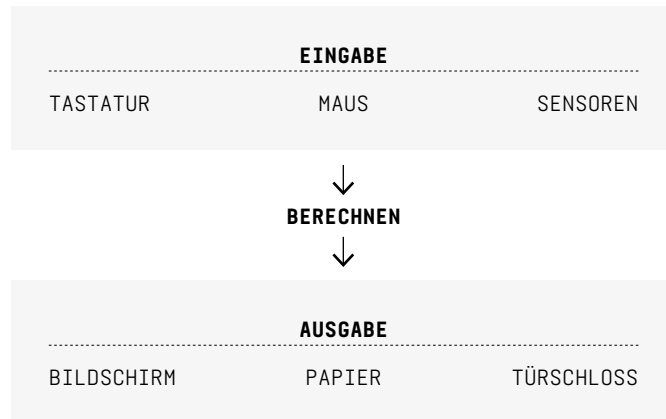 EINGABE
TASTATUR MAUS SENSOREN
BERECHNEN
AUSGABE
BILDSCHIRM PAPIER TÜRSCHLOSS